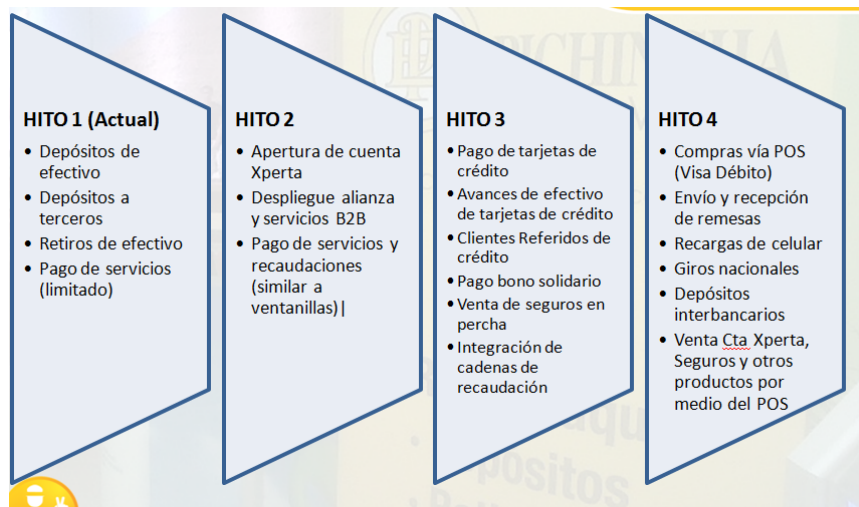 PICHINCHA
HITO 1 (Actual)
• Depósitos de
efectivo
• Depósitos a
terceros
• Retiros de efectivo
• Pago de servicios
(limitado)
HITO 2
• Apertura de cuenta
Xperta
• Despliegue alianza
y servicios B2B
• Pago de servicios y
recaudaciones
(similar a
ventanillas)|
HITO 3
• Pago de tarjetas de
crédito
• Avances de efectivo
de tarjetas de crédito
• Clientes Referidos de
crédito
• Pago bono solidario
• Venta de seguros en
percha
• Integración de
cadenas de
recaudación
HITO 4
• Compras vía POS
(Visa Débito)
• Envío y recepción
de remesas
• Recargas de celular
• Giros nacionales
• Depósitos
interbancarios
• Venta Cta Xperta,
Seguros y otros
productos por
medio del POS